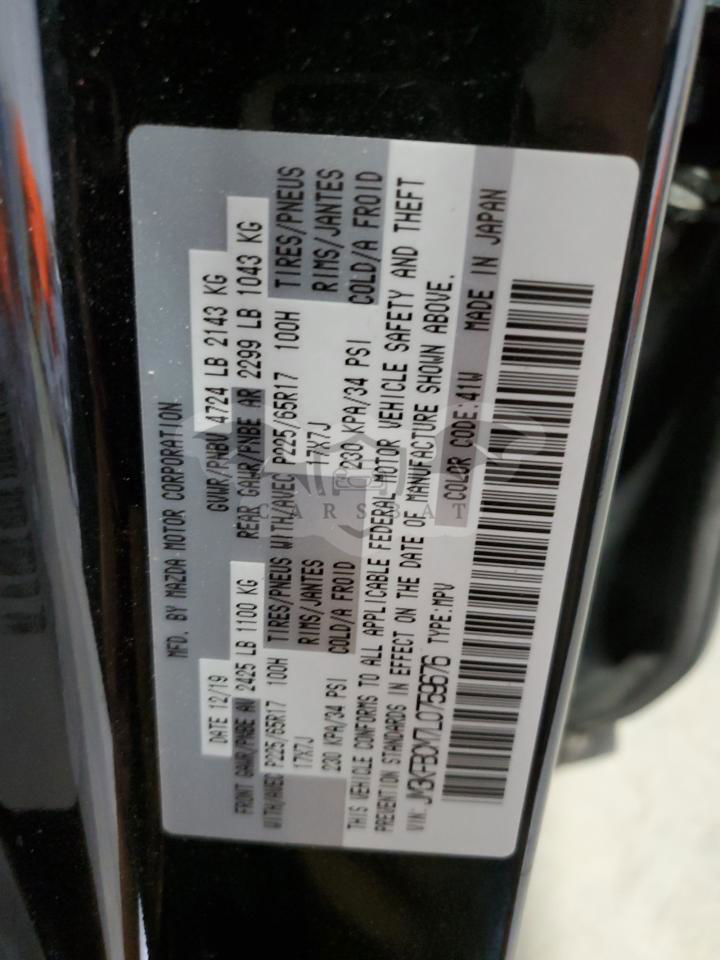 MFD. BY MAZDA MOTOR CORPORATION
DATE 12/19
GVWR/PNBV 4724 LB 2143 KG
FRONT GAWR/PNBE AV 2425 LB 1100 KG
REAR GAWR/PNBE AR 2299 LB 1043 KG
WITH/AVEC P225/65R17 100H TIRES/PNEUS
WITH/AVEC P225/65R17 100H TIRES/PNEUS
17X7J RIMS/JANTES
17X7J RIMS/JANTES
230 KPA/34 PSI COLD/A FROID
230 KPA/34 PSI COLD/A FROID
THIS VEHICLE CONFORMS TO ALL APPLICABLE FEDERAL MOTOR VEHICLE SAFETY AND THEFT
PREVENTION STANDARDS IN EFFECT ON THE DATE OF MANUFACTURE SHOWN ABOVE.
VIN: TYPE:MPV COLOR CODE:41W MADE IN JAPAN
CARSBAT